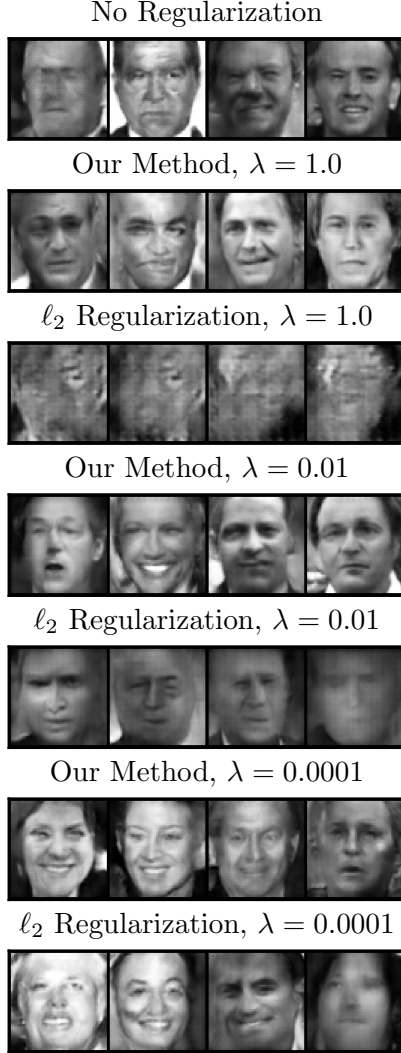 No Regularization
Our Method, λ = 1.0
ℓ₂ Regularization, λ = 1.0
Our Method, λ = 0.01
ℓ₂ Regularization, λ = 0.01
Our Method, λ = 0.0001
ℓ₂ Regularization, λ = 0.0001